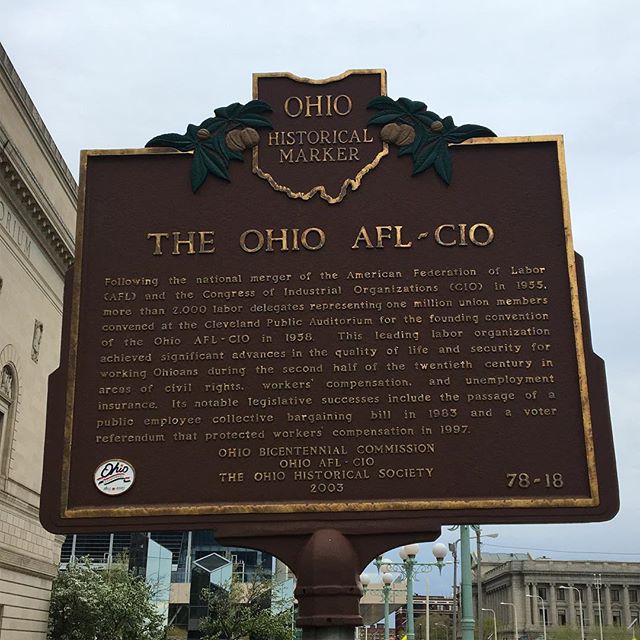 OHIO
HISTORICAL
MARKER
THE OHIO AFL-CIO
Following the national merger of the American Federation of Labor
(AFL) and the Congress of Industrial Organizations (CIO) in 1955,
more than 2,000 labor delegates representing one million union members
convened at the Cleveland Public Auditorium for the founding convention
of the Ohio AFL-CIO in 1958. This leading labor organization
achieved significant advances in the quality of life and security for
working Ohioans during the second half of the twentieth century in
areas of civil rights, workers' compensation, and unemployment
insurance. Its notable legislative successes include the passage of a
public employee collective bargaining bill in 1983 and a voter
referendum that protected workers' compensation in 1997.
OHIO BICENTENNIAL COMMISSION
OHIO AFL-CIO
THE OHIO HISTORICAL SOCIETY
2003
78-18
Ohio